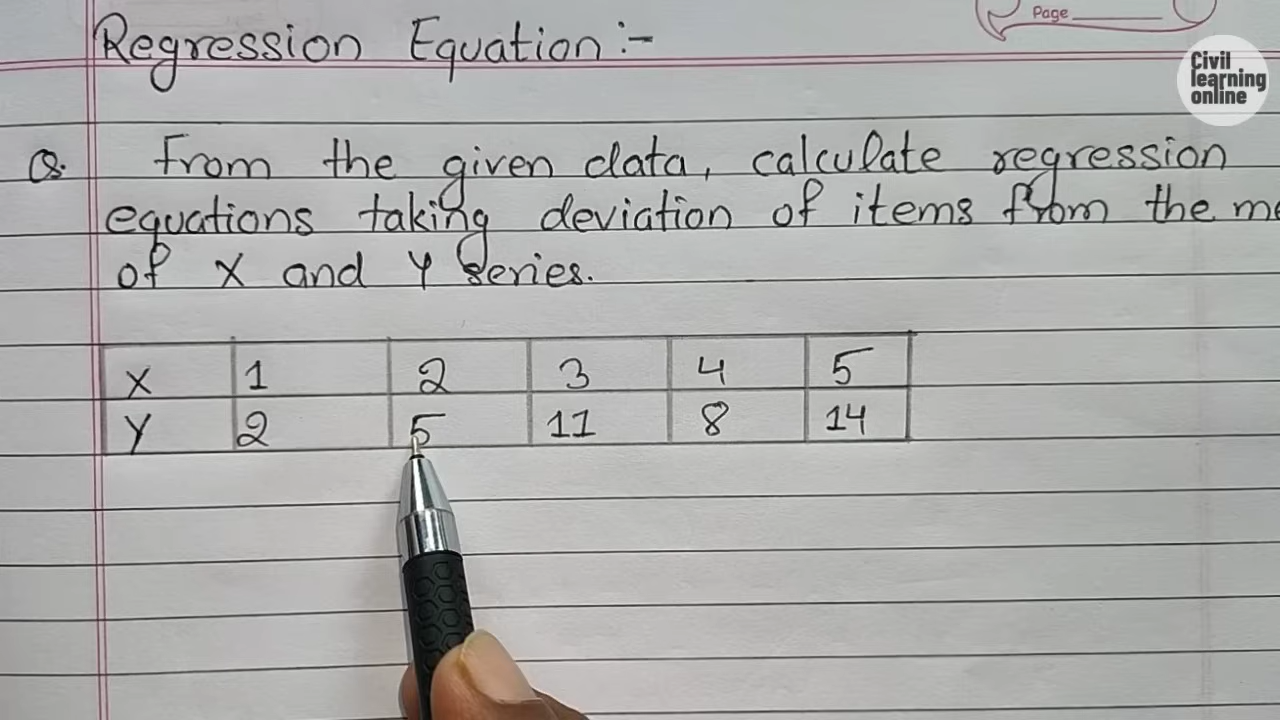 Regression Equation :-
Page
Civil
learning
online
Q. From the given data, calculate regression
equations taking deviation of items from the
of X and Y series.
X 1 2 3 4 5
Y 2 5 11 8 14